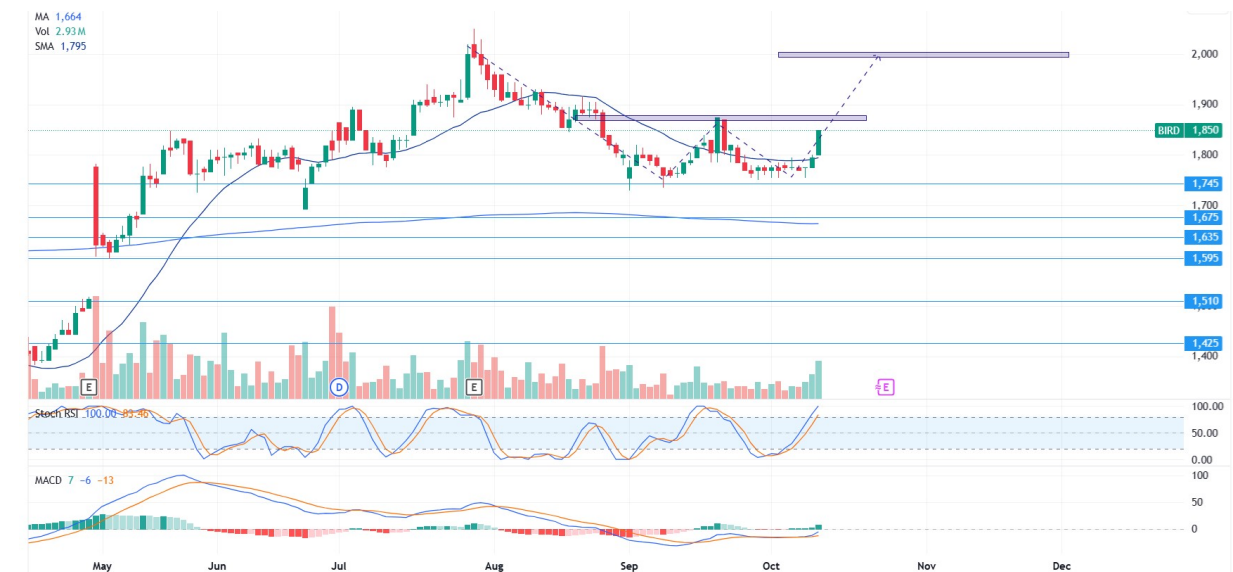 MA 1,664
Vol 2.93M
SMA 1,795
2,000
1,900
BIRD 1,850
1,800
1,745
1,700
1,675
1,635
1,595
1,510
1,425
1,400
E
D
E
E
Stoch RSI 100.00 93.46
100.00
50.00
0.00
MACD 7 −6 −13
100
50
0
May Jun Jul Aug Sep Oct Nov Dec